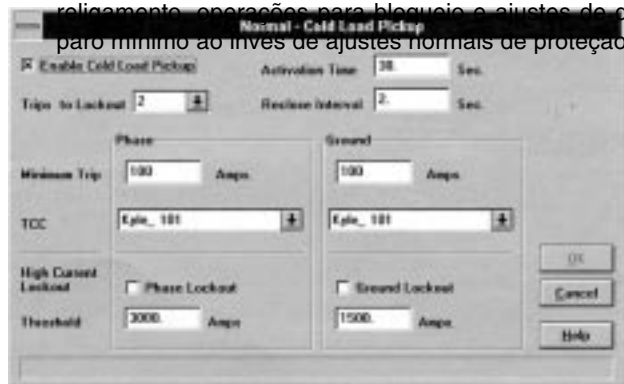 religamento, operações para bloqueio e ajustes de d
Normal - Cold Load Pickup
paro mínimo ao invés de ajustes normais de proteção
Enable Cold Load Pickup
Activation Time 30. Sec.
Trips to Lockout 2
Reclose Interval 2. Sec.
Phase Ground
Minimum Trip 100 Amps 100 Amps
TCC Kyle_ 101 Kyle_ 101
High Current
Lockout
Phase Lockout Ground Lockout
OK
Cancel
Threshold 3000. Amps 1500. Amps
Help